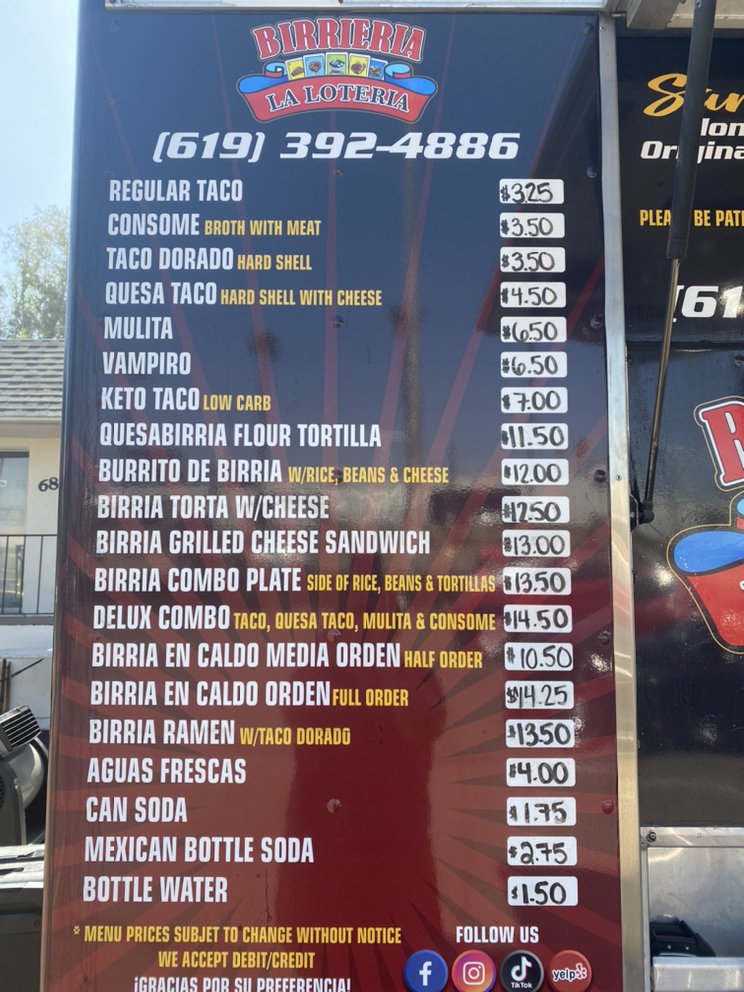 BIRRIERIA
LA LOTERIA
(619) 392-4886
REGULAR TACO $3.25
CONSOME BROTH WITH MEAT $3.50
TACO DORADO HARD SHELL $3.50
QUESA TACO HARD SHELL WITH CHEESE $4.50
MULITA $6.50
VAMPIRO $6.50
KETO TACO LOW CARB $7.00
QUESABIRRIA FLOUR TORTILLA $11.50
BURRITO DE BIRRIA W/RICE, BEANS & CHEESE $12.00
BIRRIA TORTA W/CHEESE $12.50
BIRRIA GRILLED CHEESE SANDWICH $13.00
BIRRIA COMBO PLATE SIDE OF RICE, BEANS & TORTILLAS $13.50
DELUX COMBO TACO, QUESA TACO, MULITA & CONSOME $14.50
BIRRIA EN CALDO MEDIA ORDEN HALF ORDER $10.50
BIRRIA EN CALDO ORDEN FULL ORDER $14.25
BIRRIA RAMEN W/TACO DORADO $13.50
AGUAS FRESCAS $4.00
CAN SODA $1.75
MEXICAN BOTTLE SODA $2.75
BOTTLE WATER $1.50
* MENU PRICES SUBJET TO CHANGE WITHOUT NOTICE
WE ACCEPT DEBIT/CREDIT
¡GRACIAS POR SU PREFERENCIA!
FOLLOW US
f
TikTok
yelp
68
Origina
PLEA BE PATI
(61